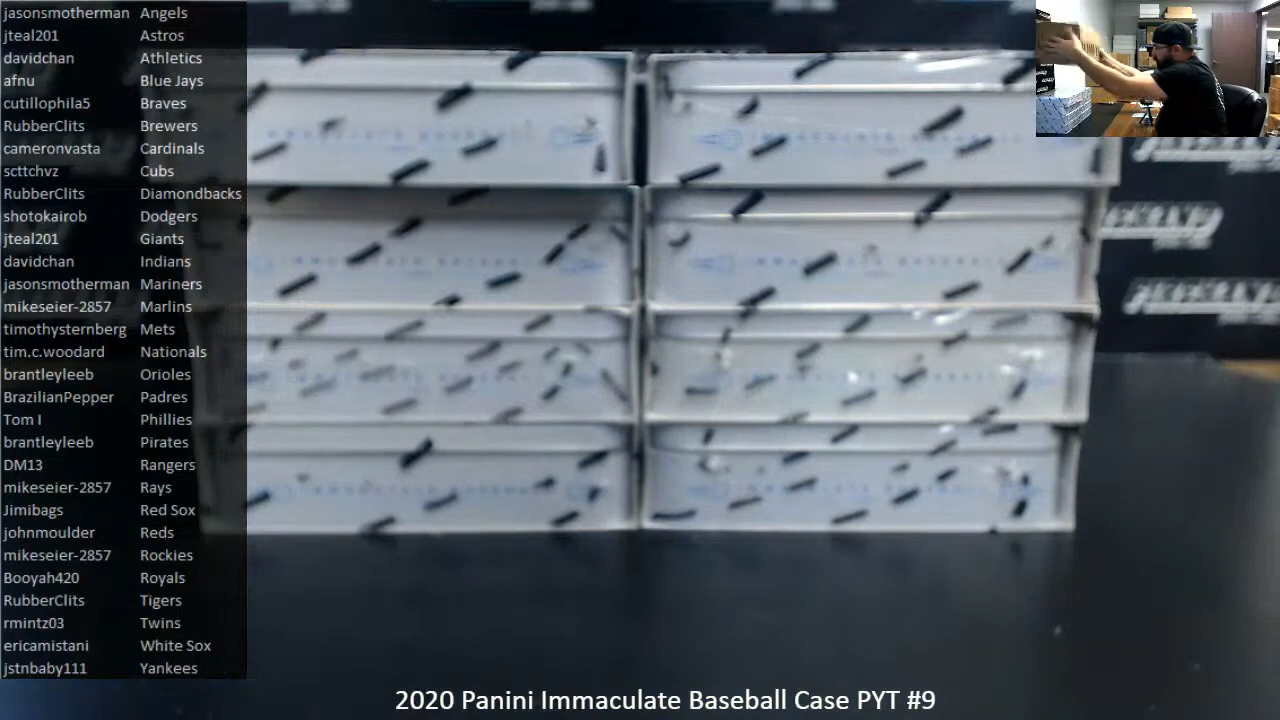 jasonsmotherman Angels
jteal201 Astros
davidchan Athletics
afnu Blue Jays
cutillophila5 Braves
RubberClits Brewers
cameronvasta Cardinals
scttchvz Cubs
RubberClits Diamondbacks
shotokairob Dodgers
jteal201 Giants
davidchan Indians
jasonsmotherman Mariners
mikeseier-2857 Marlins
timothysternberg Mets
tim.c.woodard Nationals
brantleyleeb Orioles
BrazilianPepper Padres
Tom I Phillies
brantleyleeb Pirates
DM13 Rangers
mikeseier-2857 Rays
Jimibags Red Sox
johnmoulder Reds
mikeseier-2857 Rockies
Booyah420 Royals
RubberClits Tigers
rmintz03 Twins
ericamistani White Sox
jstnbaby111 Yankees
2020 Panini Immaculate Baseball Case PYT #9